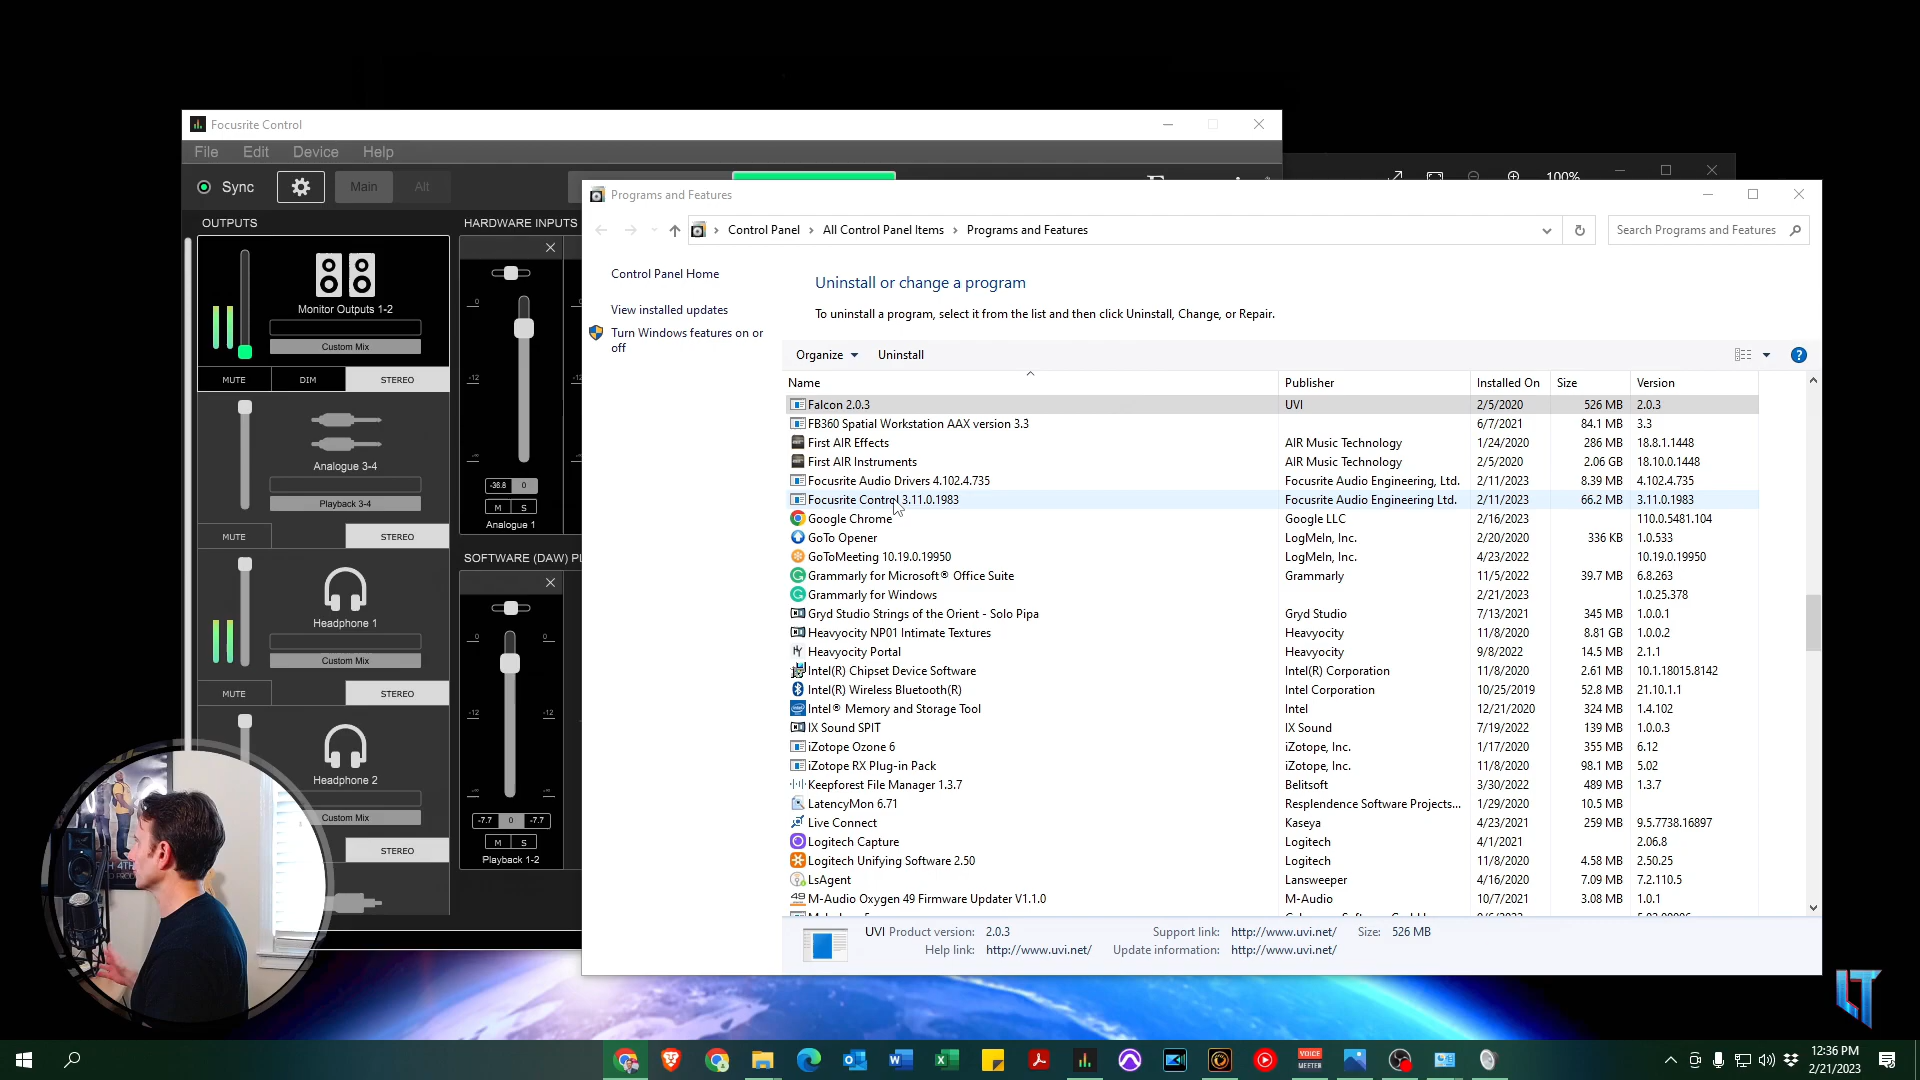 Focusrite Control
File Edit Device Help
Sync Main Alt
100%
OUTPUTS
HARDWARE INPUTS
Monitor Outputs 1-2
Custom Mix
MUTE DIM STEREO
0
-12
-36.8 0
M S
Analogue 1
Analogue 3-4
Playback 3-4
MUTE STEREO
SOFTWARE (DAW) PL
Headphone 1
Custom Mix
MUTE STEREO
0 0
-12 -12
-7.7 0 -7.7
M S
Playback 1-2
Headphone 2
Custom Mix
STEREO
Programs and Features
Control Panel > All Control Panel Items > Programs and Features
Search Programs and Features
Control Panel Home
View installed updates
Turn Windows features on or
off
Uninstall or change a program
To uninstall a program, select it from the list and then click Uninstall, Change, or Repair.
Organize Uninstall
Name Publisher Installed On Size Version
Falcon 2.0.3 UVI 2/5/2020 526 MB 2.0.3
FB360 Spatial Workstation AAX version 3.3 6/7/2021 84.1 MB 3.3
First AIR Effects AIR Music Technology 1/24/2020 286 MB 18.8.1.1448
First AIR Instruments AIR Music Technology 2/5/2020 2.06 GB 18.10.0.1448
Focusrite Audio Drivers 4.102.4.735 Focusrite Audio Engineering, Ltd. 2/11/2023 8.39 MB 4.102.4.735
Focusrite Control 3.11.0.1983 Focusrite Audio Engineering Ltd. 2/11/2023 66.2 MB 3.11.0.1983
Google Chrome Google LLC 2/16/2023 110.0.5481.104
GoTo Opener LogMeIn, Inc. 2/20/2020 336 KB 1.0.533
GoToMeeting 10.19.0.19950 LogMeIn, Inc. 4/23/2022 10.19.0.19950
Grammarly for Microsoft® Office Suite Grammarly 11/5/2022 39.7 MB 6.8.263
Grammarly for Windows 2/21/2023 1.0.25.378
Gryd Studio Strings of the Orient - Solo Pipa Gryd Studio 7/13/2021 345 MB 1.0.0.1
Heavyocity NP01 Intimate Textures Heavyocity 11/8/2020 8.81 GB 1.0.0.2
Heavyocity Portal Heavyocity 9/8/2022 14.5 MB 2.1.1
Intel(R) Chipset Device Software Intel(R) Corporation 11/8/2020 2.61 MB 10.1.18015.8142
Intel(R) Wireless Bluetooth(R) Intel Corporation 10/25/2019 52.8 MB 21.10.1.1
Intel® Memory and Storage Tool Intel 12/21/2020 324 MB 1.4.102
IX Sound SPIT IX Sound 7/19/2022 139 MB 1.0.0.3
iZotope Ozone 6 iZotope, Inc. 1/17/2020 355 MB 6.12
iZotope RX Plug-in Pack iZotope, Inc. 11/8/2020 98.1 MB 5.02
Keepforest File Manager 1.3.7 Belitsoft 3/30/2022 489 MB 1.3.7
LatencyMon 6.71 Resplendence Software Projects... 1/29/2020 10.5 MB
Live Connect Kaseya 4/23/2021 259 MB 9.5.7738.16897
Logitech Capture Logitech 4/1/2021 2.06.8
Logitech Unifying Software 2.50 Logitech 11/8/2020 4.58 MB 2.50.25
LsAgent Lansweeper 4/16/2020 7.09 MB 7.2.110.5
M-Audio Oxygen 49 Firmware Updater V1.1.0 M-Audio 10/7/2021 3.08 MB 1.0.1
UVI Product version: 2.0.3 Support link: http://www.uvi.net/ Size: 526 MB
Help link: http://www.uvi.net/ Update information: http://www.uvi.net/
LT
VOICE
MEETER
12:36 PM
2/21/2023